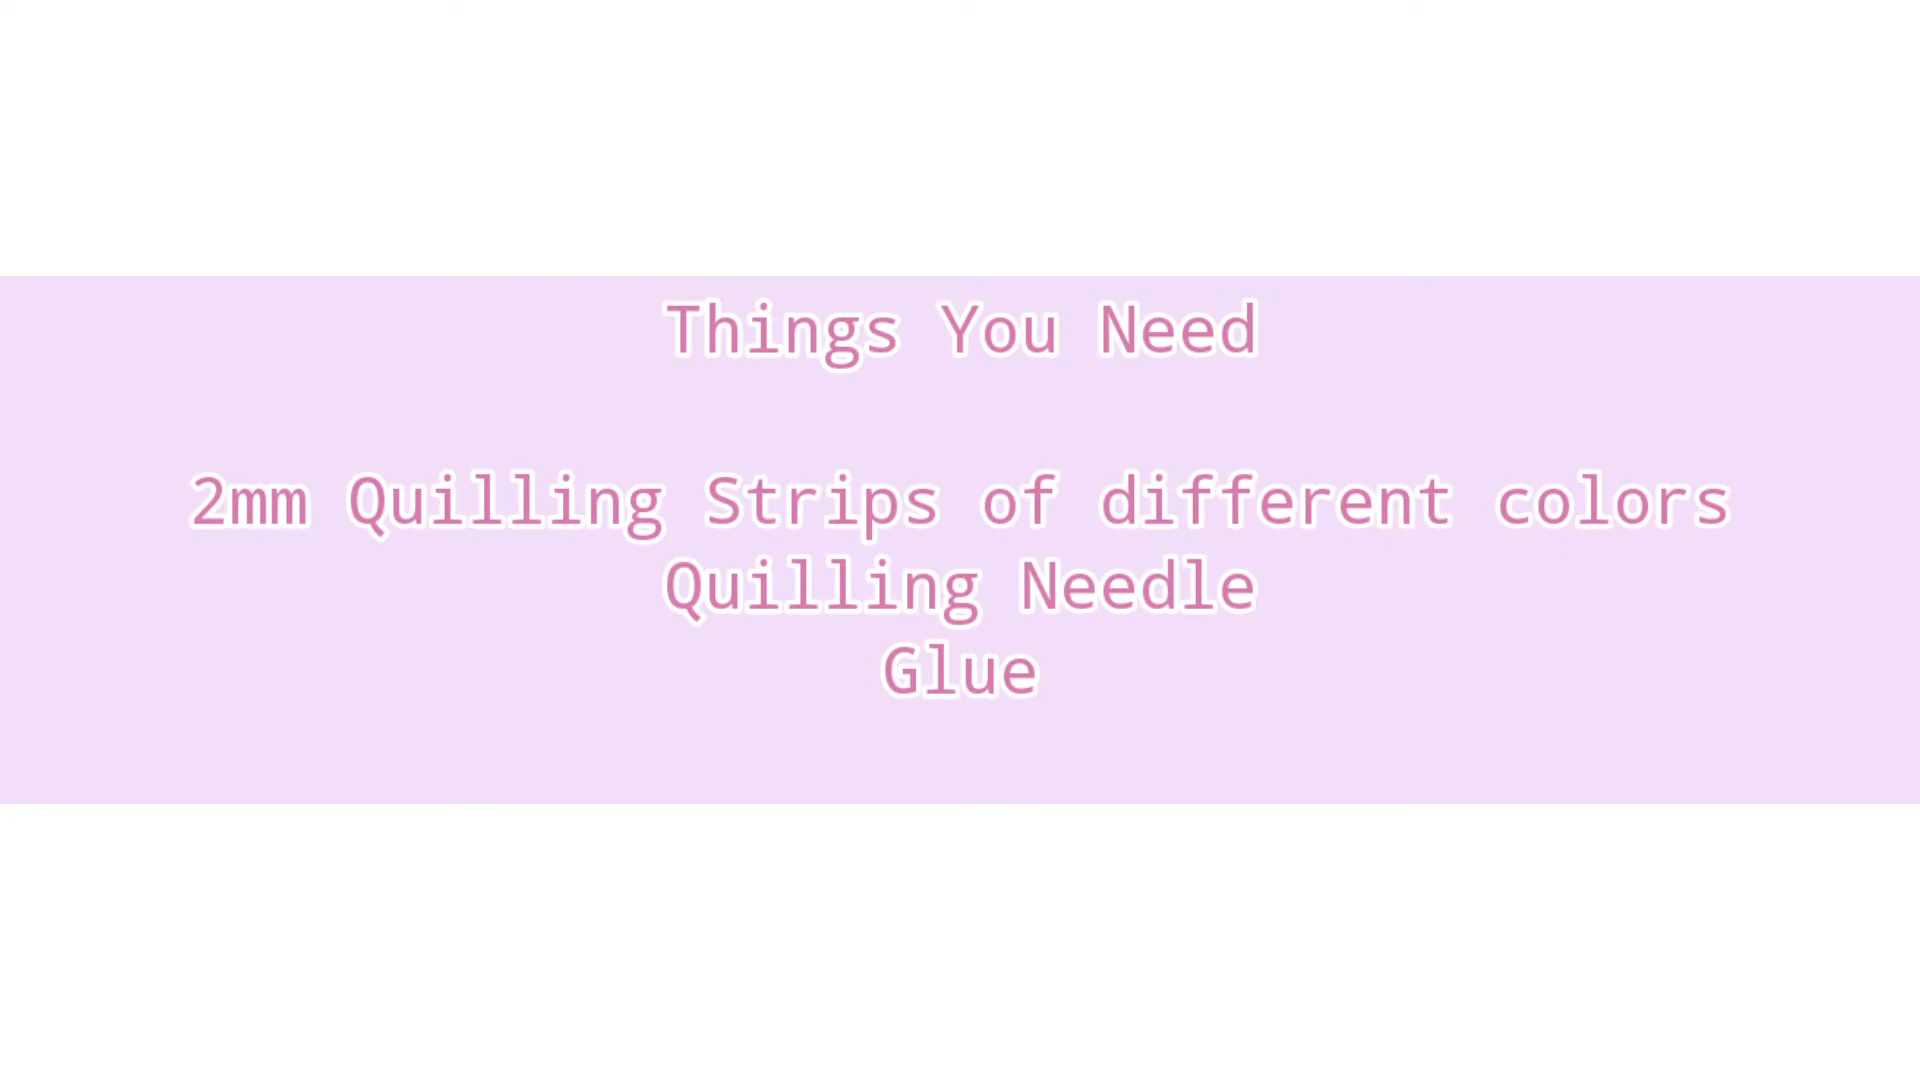 Things You Need
2mm Quilling Strips of different colors
Quilling Needle
Glue